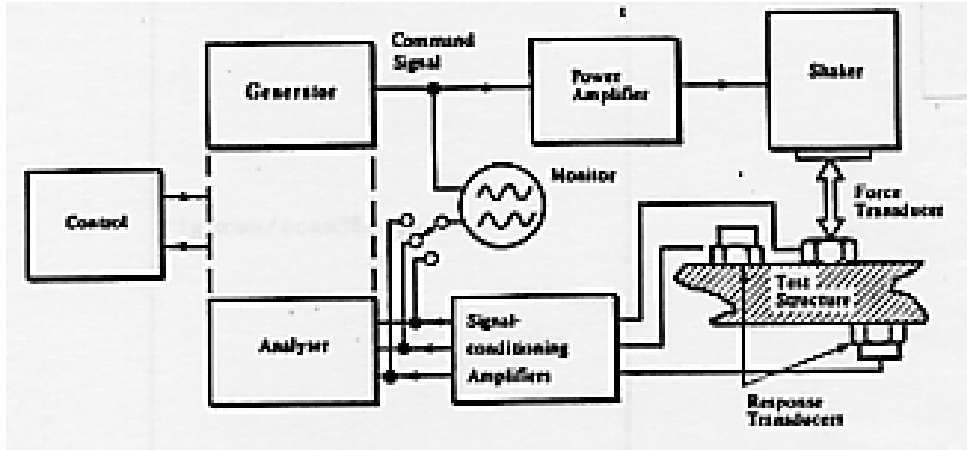 Command
Signal
Generator
Power
Amplifier
Shaker
Monitor
Force
Transducer
Control
Test
Structure
Analyser
Signal-
conditioning
Amplifiers
Response
Transducers